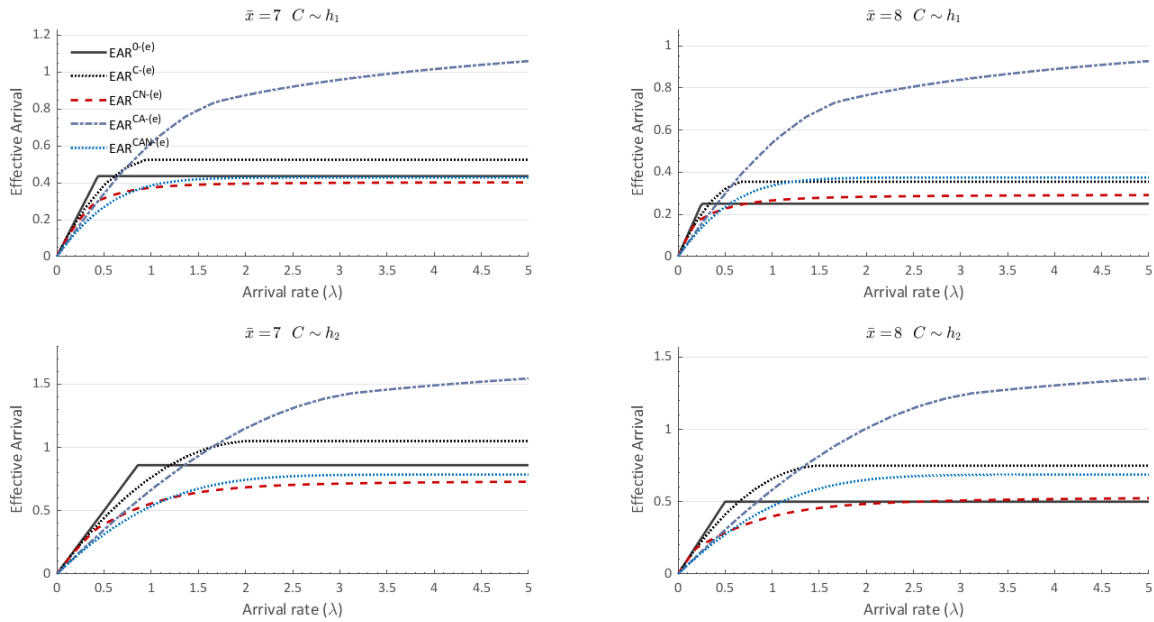 x̄ = 7 C ∼ h₁
Effective Arrival
1.2
1
0.8
0.6
0.4
0.2
0
EAR^0-(e)
EAR^C-(e)
EAR^CN-(e)
EAR^CA-(e)
EAR^CAN-(e)
0 0.5 1 1.5 2 2.5 3 3.5 4 4.5 5
Arrival rate (λ)
x̄ = 8 C ∼ h₁
Effective Arrival
1
0.8
0.6
0.4
0.2
0
0 0.5 1 1.5 2 2.5 3 3.5 4 4.5 5
Arrival rate (λ)
x̄ = 7 C ∼ h₂
Effective Arrival
1.5
1
0.5
0
0 0.5 1 1.5 2 2.5 3 3.5 4 4.5 5
Arrival rate (λ)
x̄ = 8 C ∼ h₂
Effective Arrival
1.5
1
0.5
0
0 0.5 1 1.5 2 2.5 3 3.5 4 4.5 5
Arrival rate (λ)